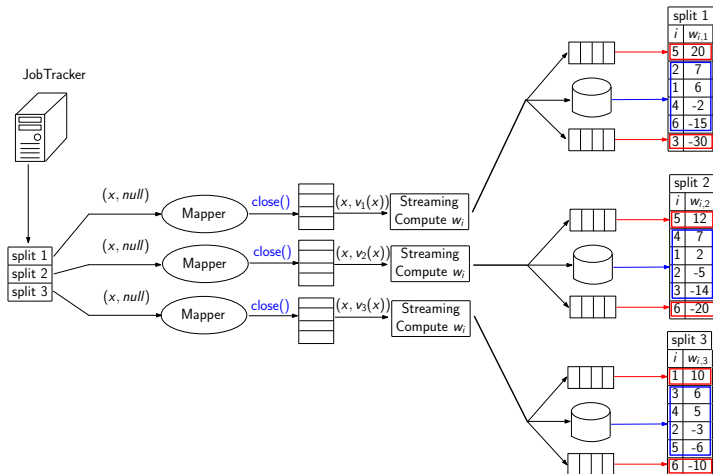 JobTracker
split 1
split 2
split 3
(x, null)
Mapper
close()
(x, v₁(x))
Streaming
Compute wᵢ
(x, null)
Mapper
close()
(x, v₂(x))
Streaming
Compute wᵢ
(x, null)
Mapper
close()
(x, v₃(x))
Streaming
Compute wᵢ
split 1
i wᵢ,₁
5 20
2 7
1 6
4 -2
6 -15
3 -30
split 2
i wᵢ,₂
5 12
4 7
1 2
2 -5
3 -14
6 -20
split 3
i wᵢ,₃
1 10
3 6
4 5
2 -3
5 -6
6 -10